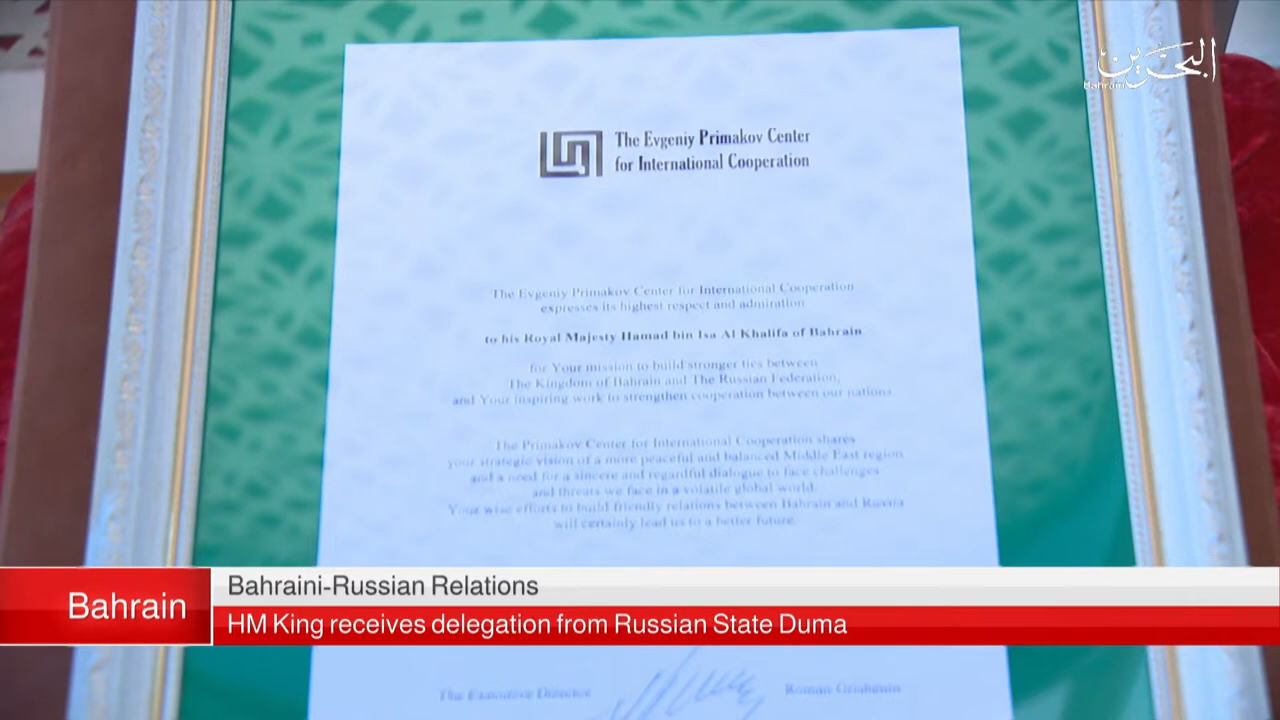 البحرين
Bahrain
The Evgeniy Primakov Center
for International Cooperation
The Evgeniy Primakov Center for International Cooperation
expresses its highest respect and admiration
to his Royal Majesty Hamad bin Isa Al Khalifa of Bahrain
for Your mission to build stronger ties between
The Kingdom of Bahrain and The Russian Federation,
and Your inspiring work to strengthen cooperation between our nations.
The Primakov Center for International Cooperation shares
your strategic vision of a more peaceful and balanced Middle East region
and a need for a sincere and regardful dialogue to face challenges
and threats we face in a volatile global world.
Your wise efforts to build friendly relations between Bahrain and Russia
will certainly lead us to a better future.
Bahrain
Bahraini-Russian Relations
HM King receives delegation from Russian State Duma
The Executive Director
Roman Grishenin